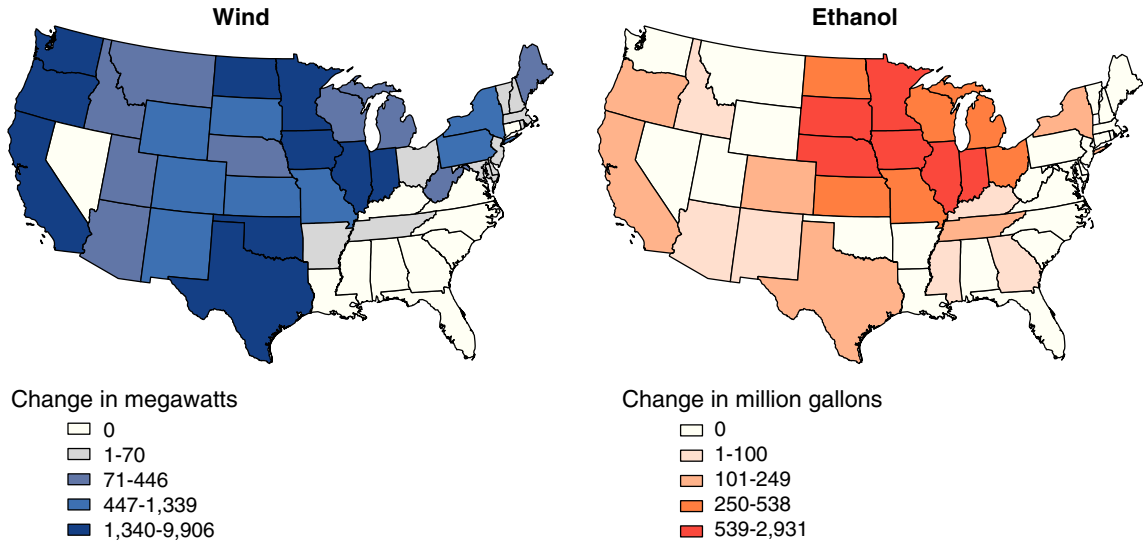 Wind
Ethanol
Change in megawatts
0
1-70
71-446
447-1,339
1,340-9,906
Change in million gallons
0
1-100
101-249
250-538
539-2,931